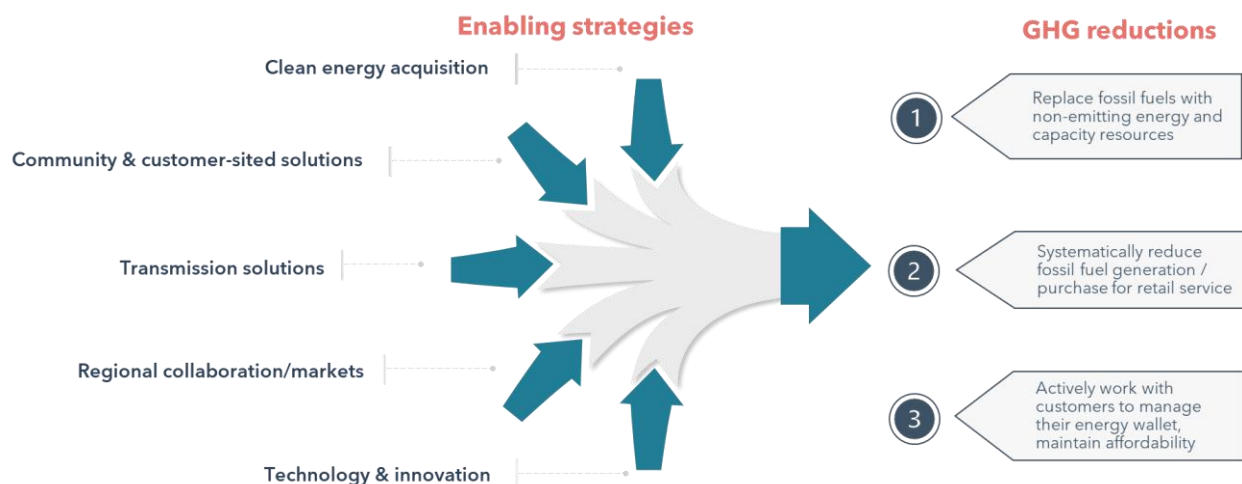 Enabling strategies
Clean energy acquisition
Community & customer-sited solutions
Transmission solutions
Regional collaboration/markets
Technology & innovation
GHG reductions
1
Replace fossil fuels with
non-emitting energy and
capacity resources
2
Systematically reduce
fossil fuel generation /
purchase for retail service
3
Actively work with
customers to manage
their energy wallet,
maintain affordability